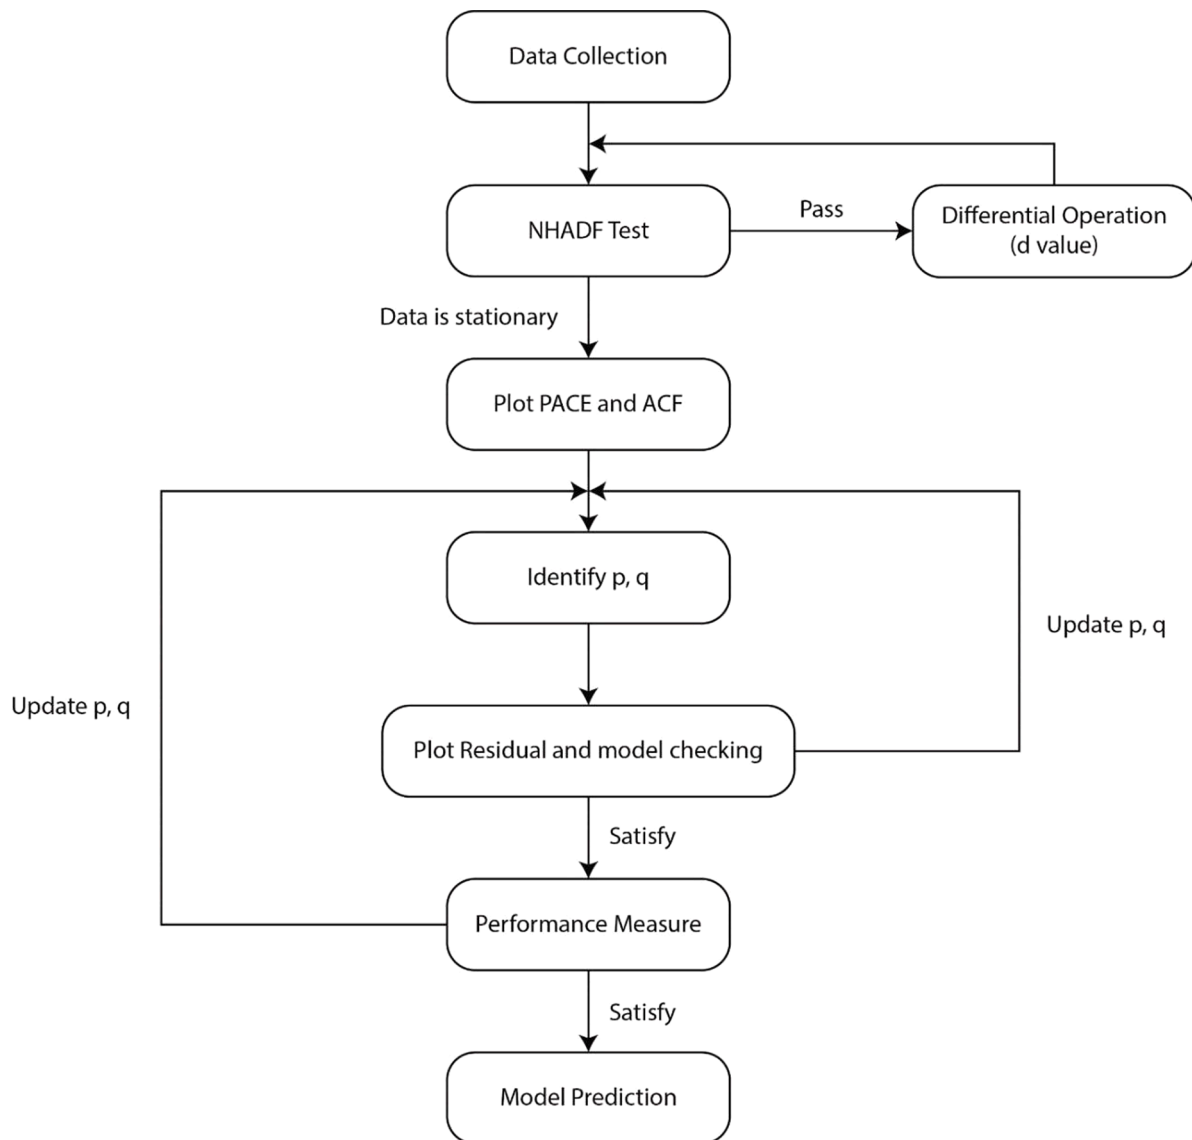 Data Collection
NHADF Test
Pass
Differential Operation
(d value)
Data is stationary
Plot PACE and ACF
Identify p, q
Update p, q
Update p, q
Plot Residual and model checking
Satisfy
Performance Measure
Satisfy
Model Prediction